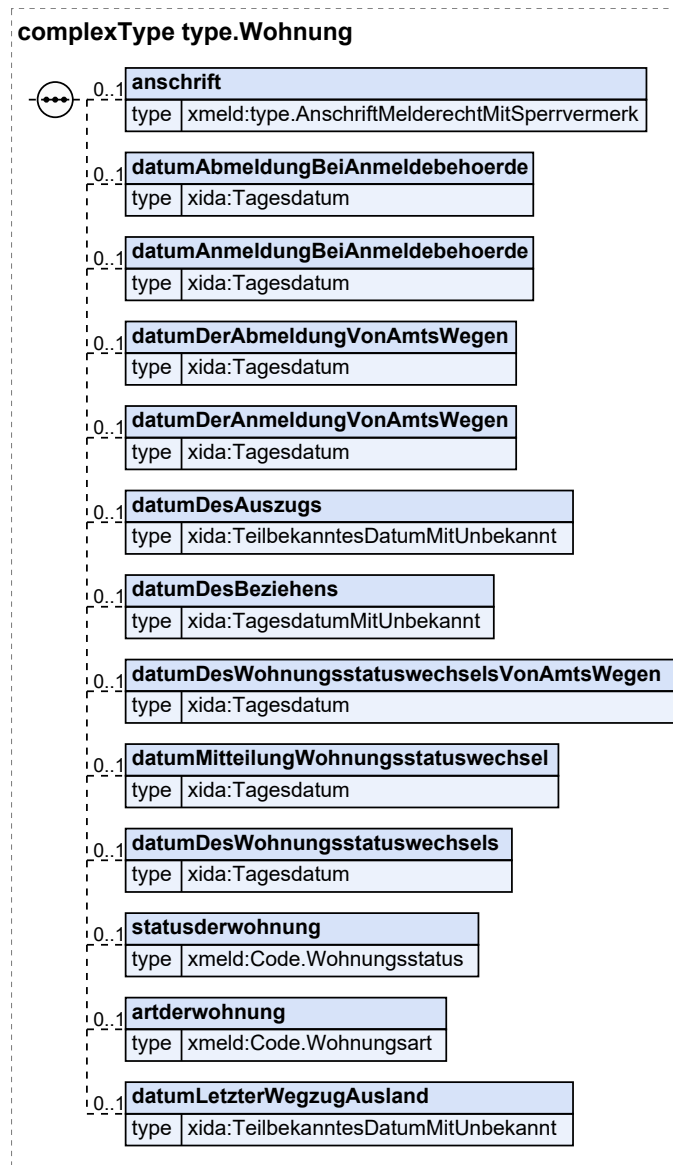 complexType type.Wohnung
0..1 anschrift
type xmeld:type.AnschriftMelderechtMitSperrvermerk
0..1 datumAbmeldungBeiAnmeldebehoerde
type xida:Tagesdatum
0..1 datumAnmeldungBeiAnmeldebehoerde
type xida:Tagesdatum
0..1 datumDerAbmeldungVonAmtsWegen
type xida:Tagesdatum
0..1 datumDerAnmeldungVonAmtsWegen
type xida:Tagesdatum
0..1 datumDesAuszugs
type xida:TeilbekanntesDatumMitUnbekannt
0..1 datumDesBeziehens
type xida:TagesdatumMitUnbekannt
0..1 datumDesWohnungsstatuswechselsVonAmtsWegen
type xida:Tagesdatum
0..1 datumMitteilungWohnungsstatuswechsel
type xida:Tagesdatum
0..1 datumDesWohnungsstatuswechsels
type xida:Tagesdatum
0..1 statusderwohnung
type xmeld:Code.Wohnungsstatus
0..1 artderwohnung
type xmeld:Code.Wohnungsart
0..1 datumLetzterWegzugAusland
type xida:TeilbekanntesDatumMitUnbekannt